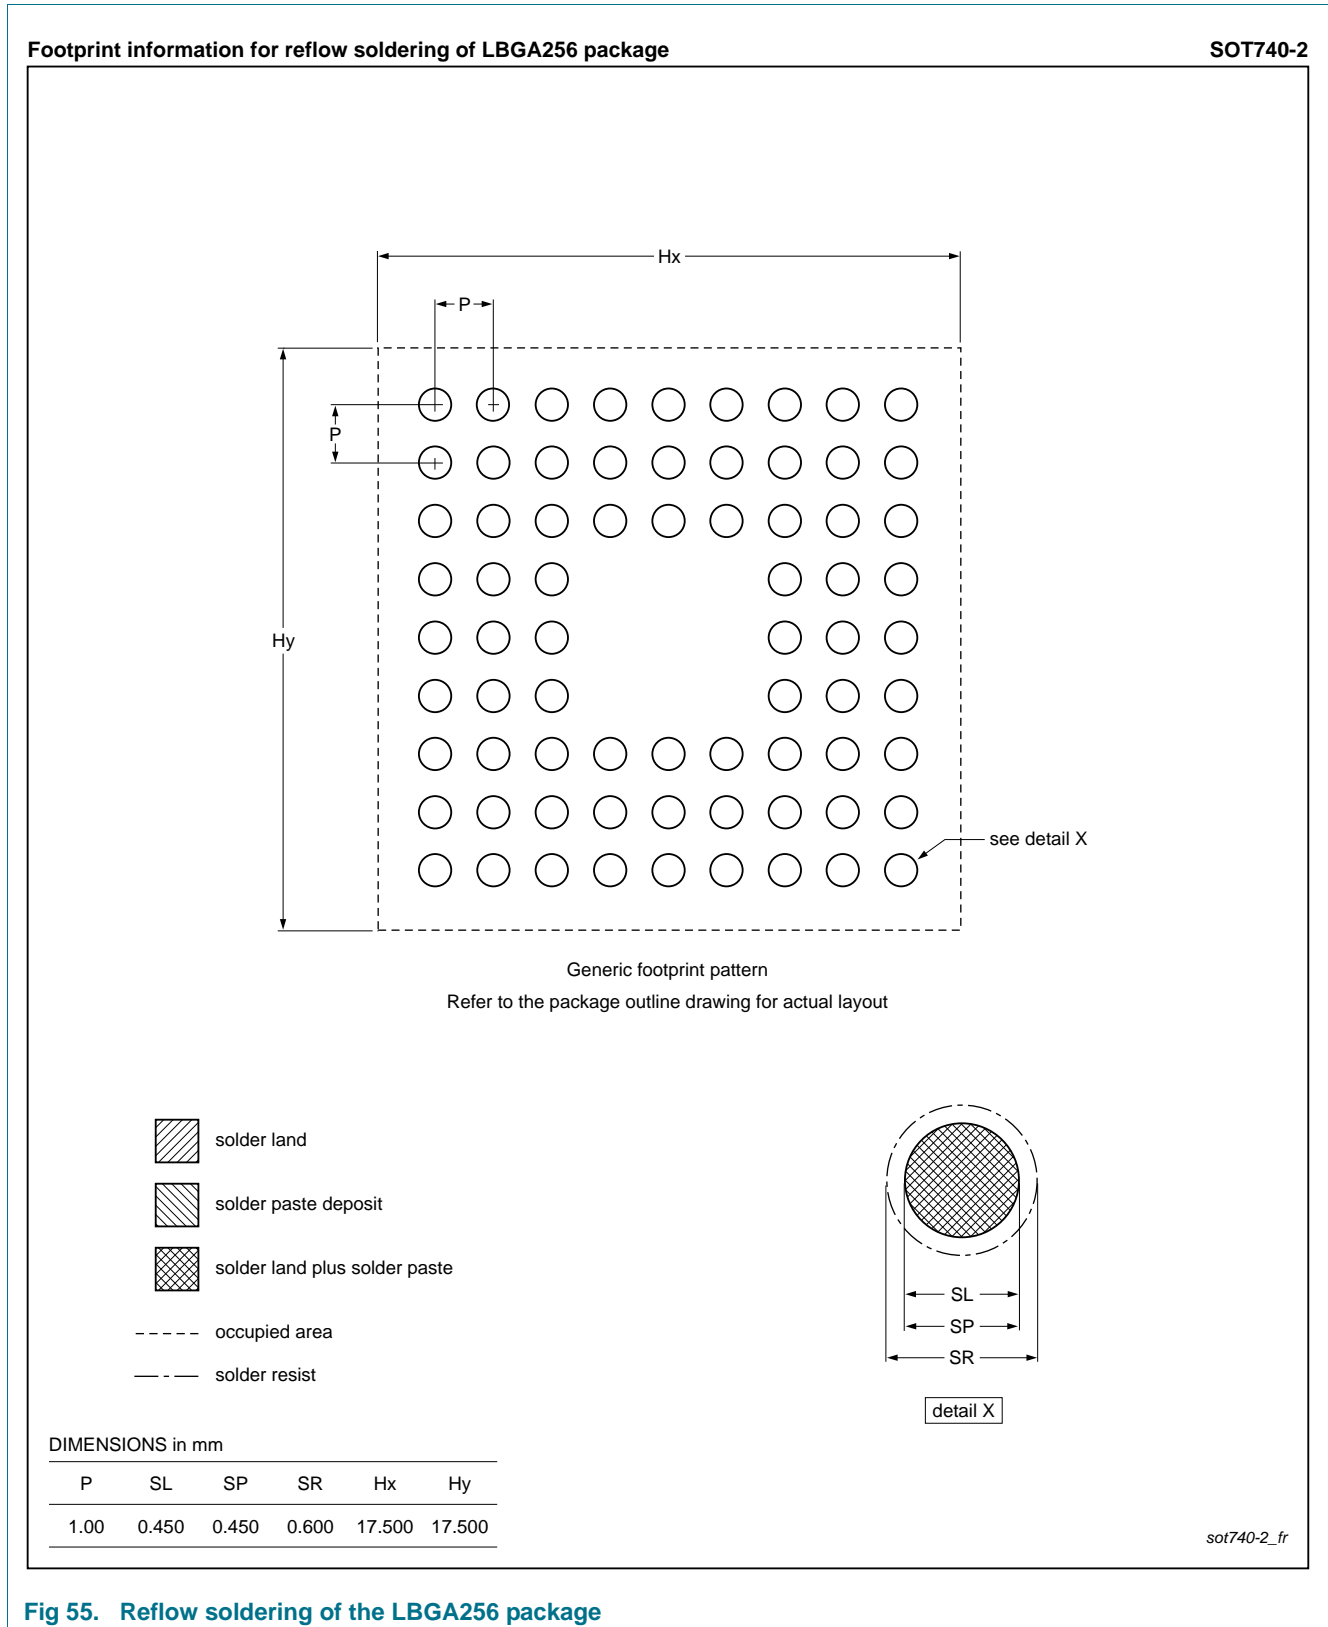 Footprint information for reflow soldering of LBGA256 package SOT740-2
Hx
P
P
Hy
see detail X
Generic footprint pattern
Refer to the package outline drawing for actual layout
solder land
solder paste deposit
solder land plus solder paste
occupied area
solder resist
SL
SP
SR
detail X
DIMENSIONS in mm
P SL SP SR Hx Hy
1.00 0.450 0.450 0.600 17.500 17.500
sot740-2_fr
Fig 55. Reflow soldering of the LBGA256 package